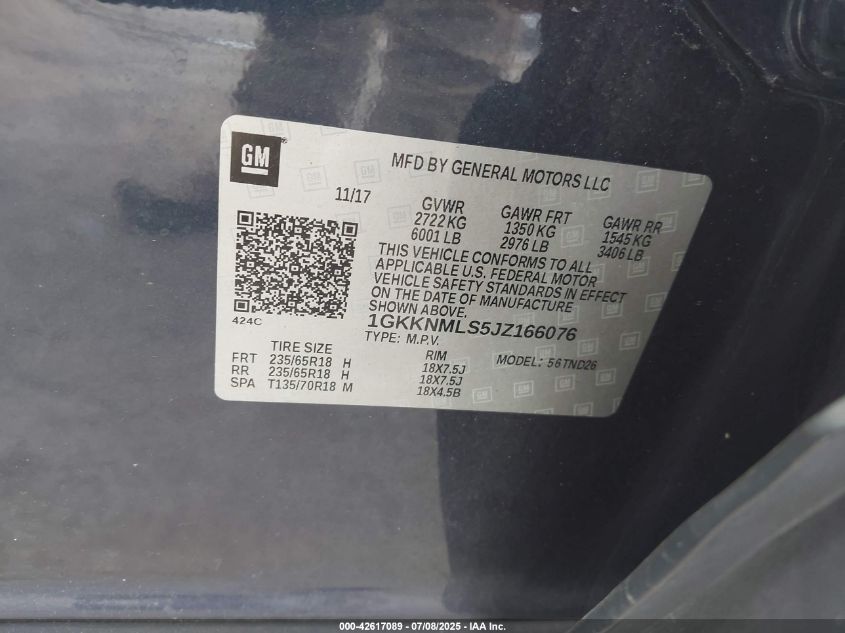 GM
MFD BY GENERAL MOTORS LLC
11/17
GVWR
2722 KG
6001 LB
GAWR FRT
1350 KG
2976 LB
GAWR RR
1545 KG
3406 LB
THIS VEHICLE CONFORMS TO ALL
APPLICABLE U.S. FEDERAL MOTOR
VEHICLE SAFETY STANDARDS IN EFFECT
ON THE DATE OF MANUFACTURE
SHOWN ABOVE.
424C
1GKKNMLS5JZ166076
TYPE: M.P.V.
MODEL: 56TND26
TIRE SIZE RIM
FRT 235/65R18 H 18X7.5J
RR 235/65R18 H 18X7.5J
SPA T135/70R18 M 18X4.5B
000-42617089 - 07/08/2025 - IAA Inc.